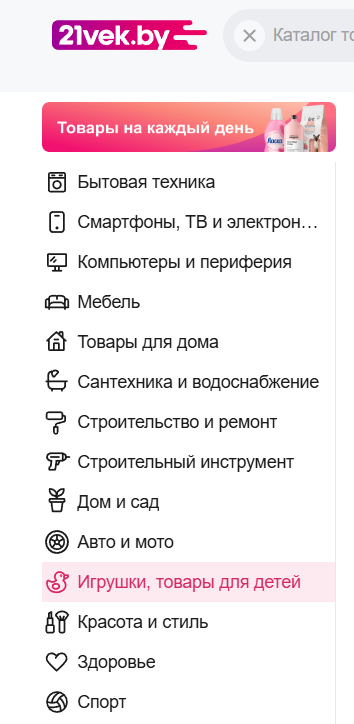 21vek.by
Каталог то
Товары на каждый день
Бытовая техника
Смартфоны, ТВ и электрон…
Компьютеры и периферия
Мебель
Товары для дома
Сантехника и водоснабжение
Строительство и ремонт
Строительный инструмент
Дом и сад
Авто и мото
Игрушки, товары для детей
Красота и стиль
Здоровье
Спорт